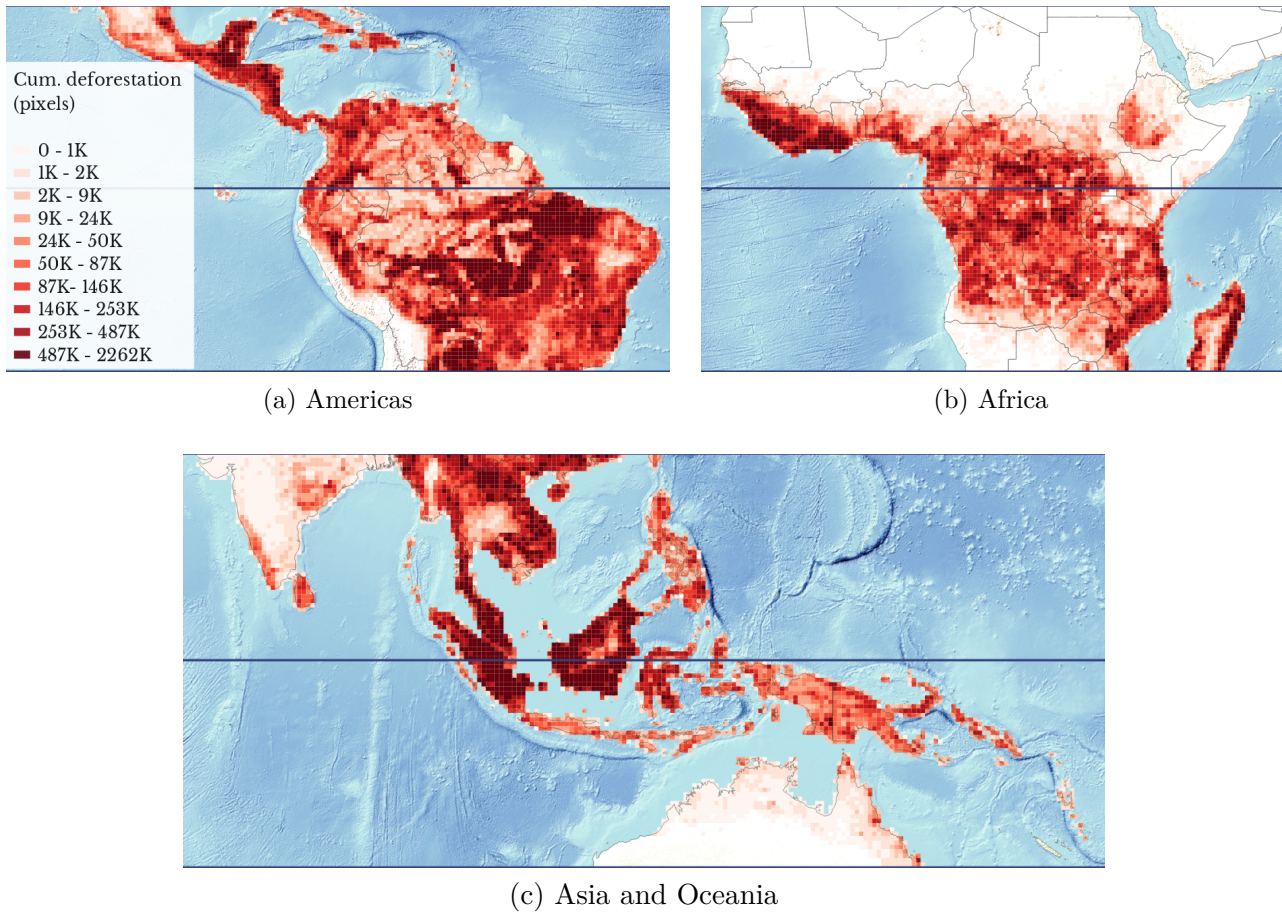 Cum. deforestation
(pixels)
0 - 1K
1K - 2K
2K - 9K
9K - 24K
24K - 50K
50K - 87K
87K- 146K
146K - 253K
253K - 487K
487K - 2262K
(a) Americas
(b) Africa
(c) Asia and Oceania